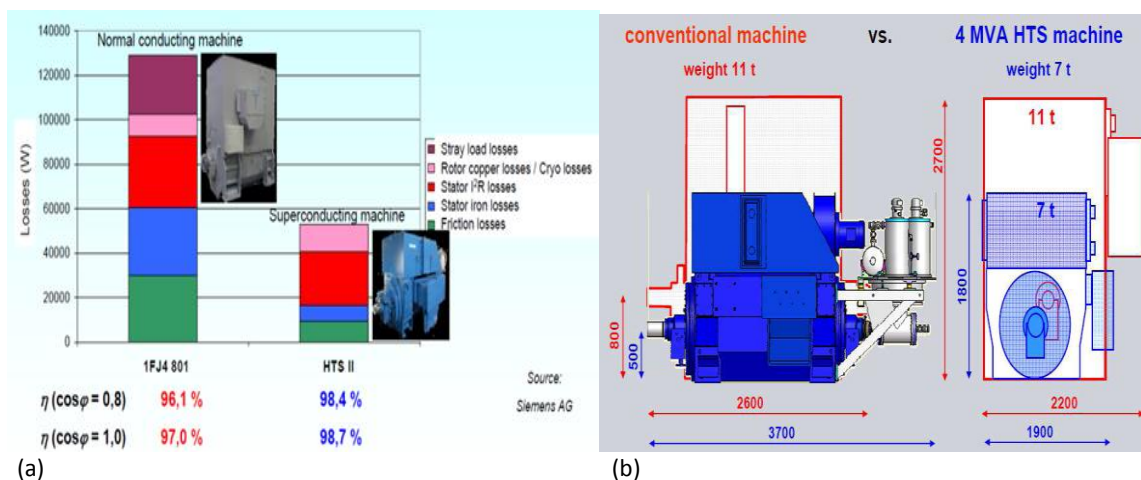 140000
120000
100000
80000
60000
40000
20000
0
Losses (W)
Normal conducting machine
Stray load losses
Rotor copper losses / Cryo losses
Stator I²R losses
Stator iron losses
Friction losses
Superconducting machine
1FJ4 801
HTS II
η (cosφ = 0,8) 96,1 % 98,4 %
η (cosφ = 1,0) 97,0 % 98,7 %
Source:
Siemens AG
(a)
conventional machine vs. 4 MVA HTS machine
weight 11 t weight 7 t
11 t
7 t
2700
1800
800
500
2600
3700
2200
1900
(b)